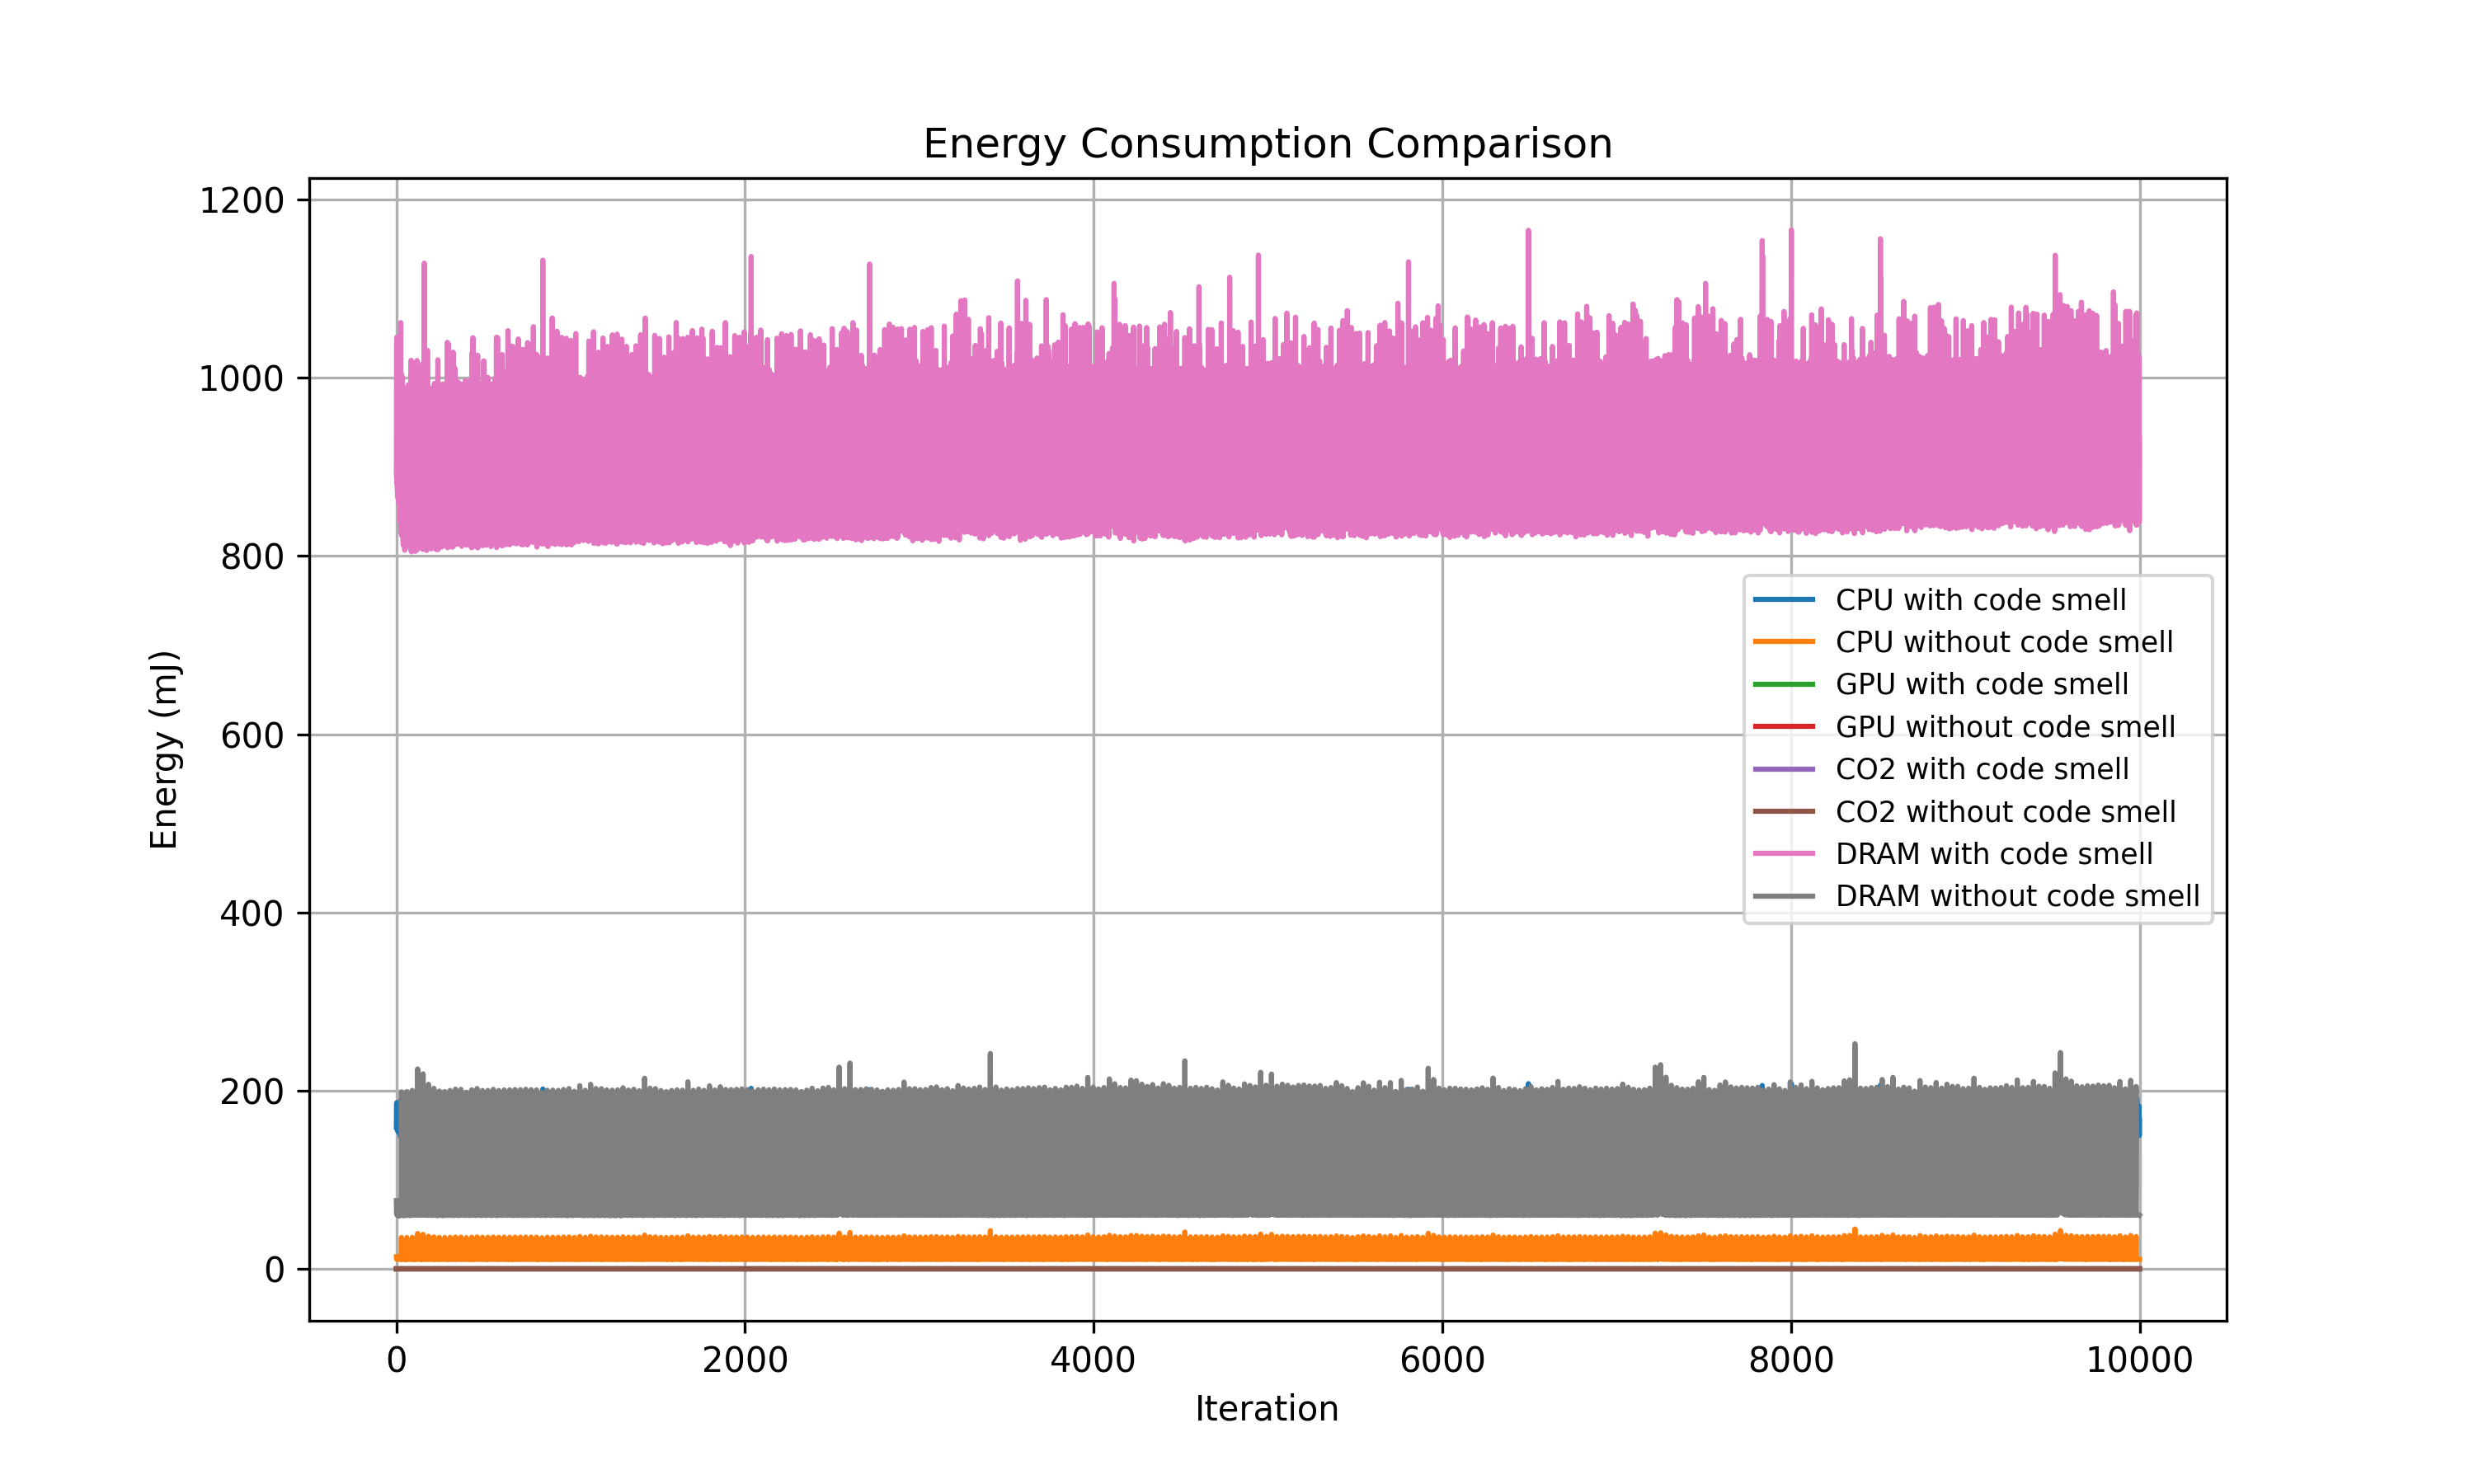 Energy Consumption Comparison
1200
1000
800
600
400
200
0
Energy (mJ)
CPU with code smell
CPU without code smell
GPU with code smell
GPU without code smell
CO2 with code smell
CO2 without code smell
DRAM with code smell
DRAM without code smell
0 2000 4000 6000 8000 10000
Iteration